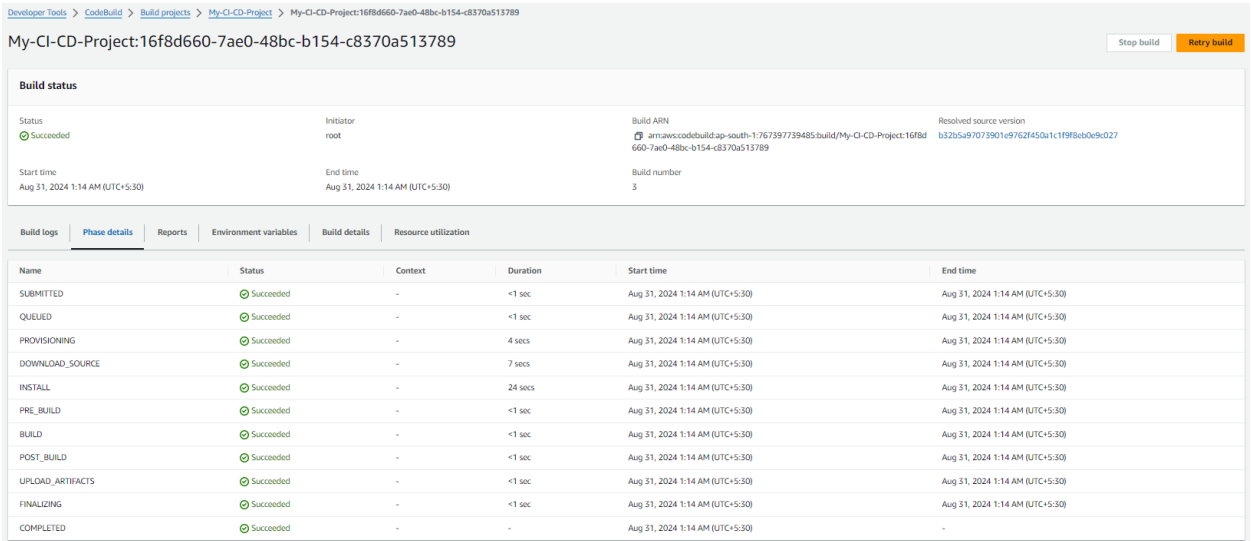 Developer Tools > CodeBuild > Build projects > My-CI-CD-Project > My-CI-CD-Project:16f8d660-7ae0-48bc-b154-c8370a513789
My-CI-CD-Project:16f8d660-7ae0-48bc-b154-c8370a513789
Stop build Retry build
Build status
Status Initiator Build ARN Resolved source version
Succeeded root arn:aws:codebuild:ap-south-1:767397739485:build/My-CI-CD-Project:16f8d b32b5a97073901e9762f450a1c1f9f8eb0e9c027
660-7ae0-48bc-b154-c8370a513789
Start time End time Build number
Aug 31, 2024 1:14 AM (UTC+5:30) Aug 31, 2024 1:14 AM (UTC+5:30) 3
Build logs Phase details Reports Environment variables Build details Resource utilization
Name Status Context Duration Start time End time
SUBMITTED Succeeded - <1 sec Aug 31, 2024 1:14 AM (UTC+5:30) Aug 31, 2024 1:14 AM (UTC+5:30)
QUEUED Succeeded - <1 sec Aug 31, 2024 1:14 AM (UTC+5:30) Aug 31, 2024 1:14 AM (UTC+5:30)
PROVISIONING Succeeded - 4 secs Aug 31, 2024 1:14 AM (UTC+5:30) Aug 31, 2024 1:14 AM (UTC+5:30)
DOWNLOAD_SOURCE Succeeded - 7 secs Aug 31, 2024 1:14 AM (UTC+5:30) Aug 31, 2024 1:14 AM (UTC+5:30)
INSTALL Succeeded - 24 secs Aug 31, 2024 1:14 AM (UTC+5:30) Aug 31, 2024 1:14 AM (UTC+5:30)
PRE_BUILD Succeeded - <1 sec Aug 31, 2024 1:14 AM (UTC+5:30) Aug 31, 2024 1:14 AM (UTC+5:30)
BUILD Succeeded - <1 sec Aug 31, 2024 1:14 AM (UTC+5:30) Aug 31, 2024 1:14 AM (UTC+5:30)
POST_BUILD Succeeded - <1 sec Aug 31, 2024 1:14 AM (UTC+5:30) Aug 31, 2024 1:14 AM (UTC+5:30)
UPLOAD_ARTIFACTS Succeeded - <1 sec Aug 31, 2024 1:14 AM (UTC+5:30) Aug 31, 2024 1:14 AM (UTC+5:30)
FINALIZING Succeeded - <1 sec Aug 31, 2024 1:14 AM (UTC+5:30) Aug 31, 2024 1:14 AM (UTC+5:30)
COMPLETED Succeeded - - Aug 31, 2024 1:14 AM (UTC+5:30) -